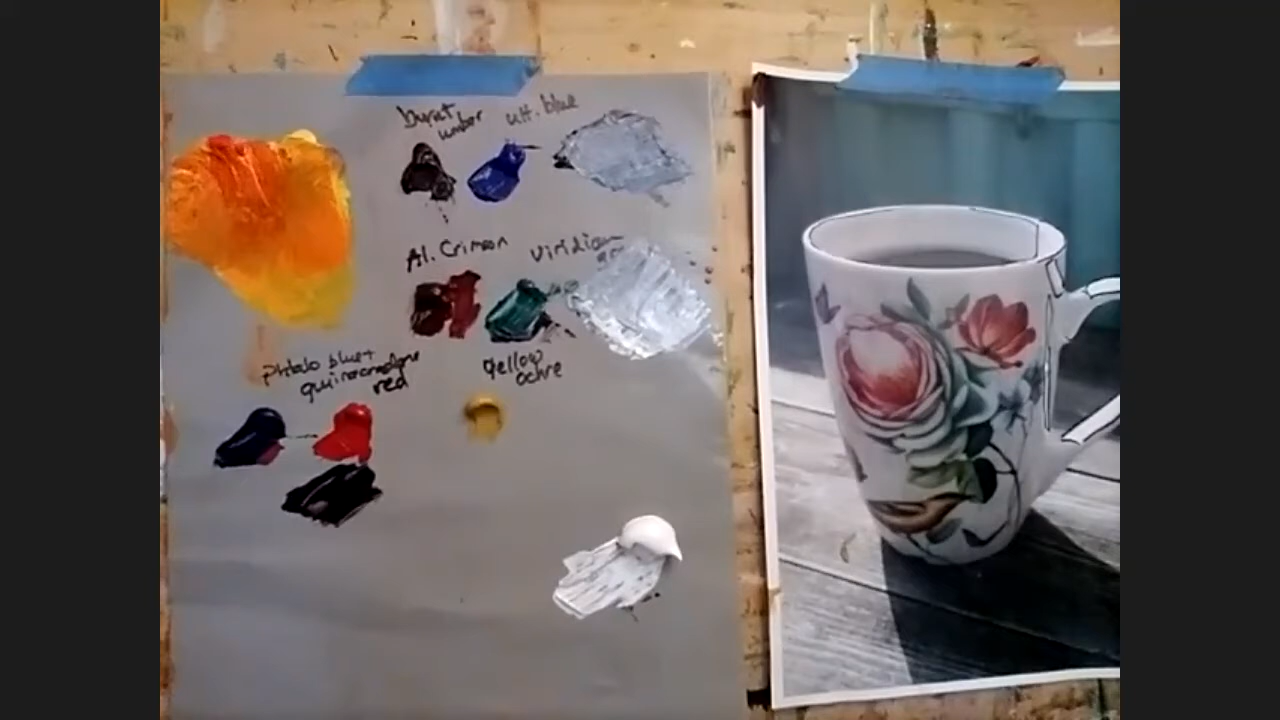 Burnt
umber
ult. blue
Al. Crimson
viridian
phtalo blue +
quinacridone
red
yellow
ochre